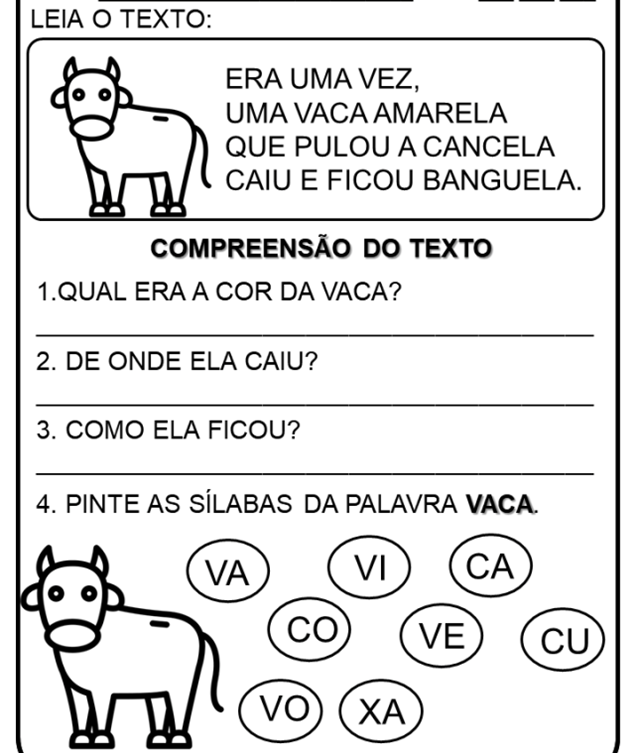 LEIA O TEXTO:
ERA UMA VEZ,
UMA VACA AMARELA
QUE PULOU A CANCELA
CAIU E FICOU BANGUELA.
COMPREENSÃO DO TEXTO
1.QUAL ERA A COR DA VACA?
2. DE ONDE ELA CAIU?
3. COMO ELA FICOU?
4. PINTE AS SÍLABAS DA PALAVRA VACA.
VA VI CA
CO VE CU
VO XA